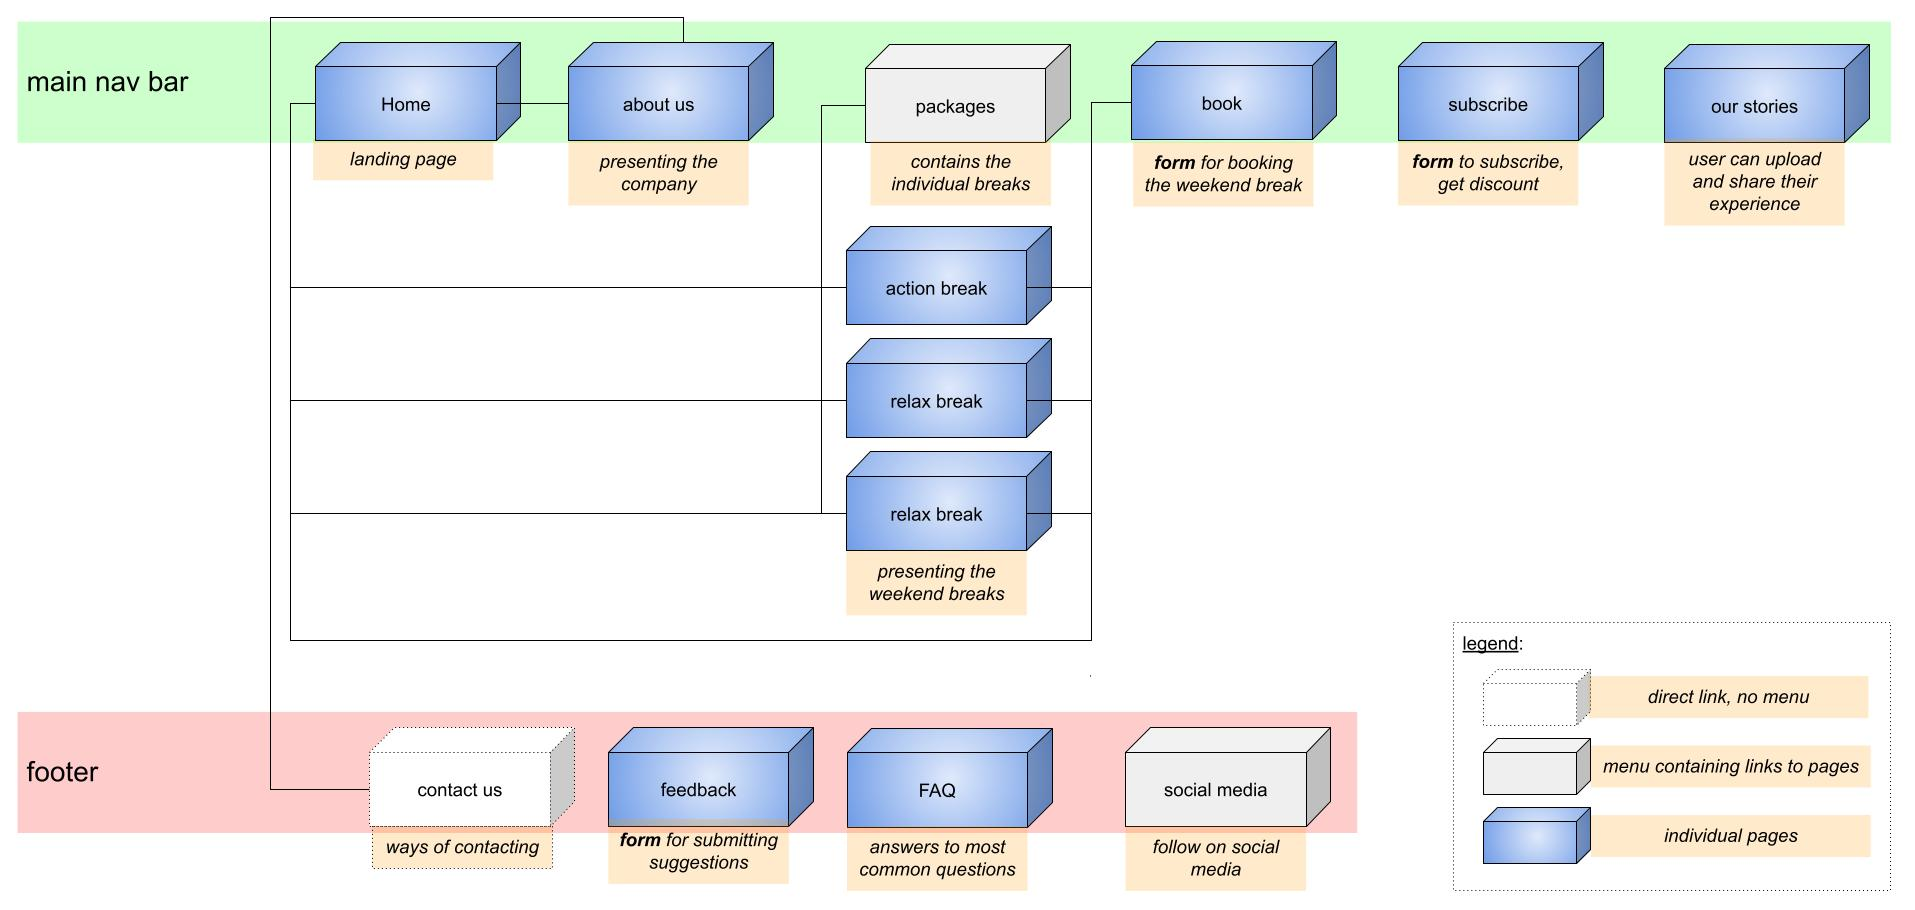 main nav bar
Home
about us
packages
book
subscribe
our stories
landing page
presenting the
company
contains the
individual breaks
form for booking
the weekend break
form to subscribe,
get discount
user can upload
and share their
experience
action break
relax break
relax break
presenting the
weekend breaks
footer
contact us
feedback
FAQ
social media
ways of contacting
form for submitting
suggestions
answers to most
common questions
follow on social
media
legend:
direct link, no menu
menu containing links to pages
individual pages